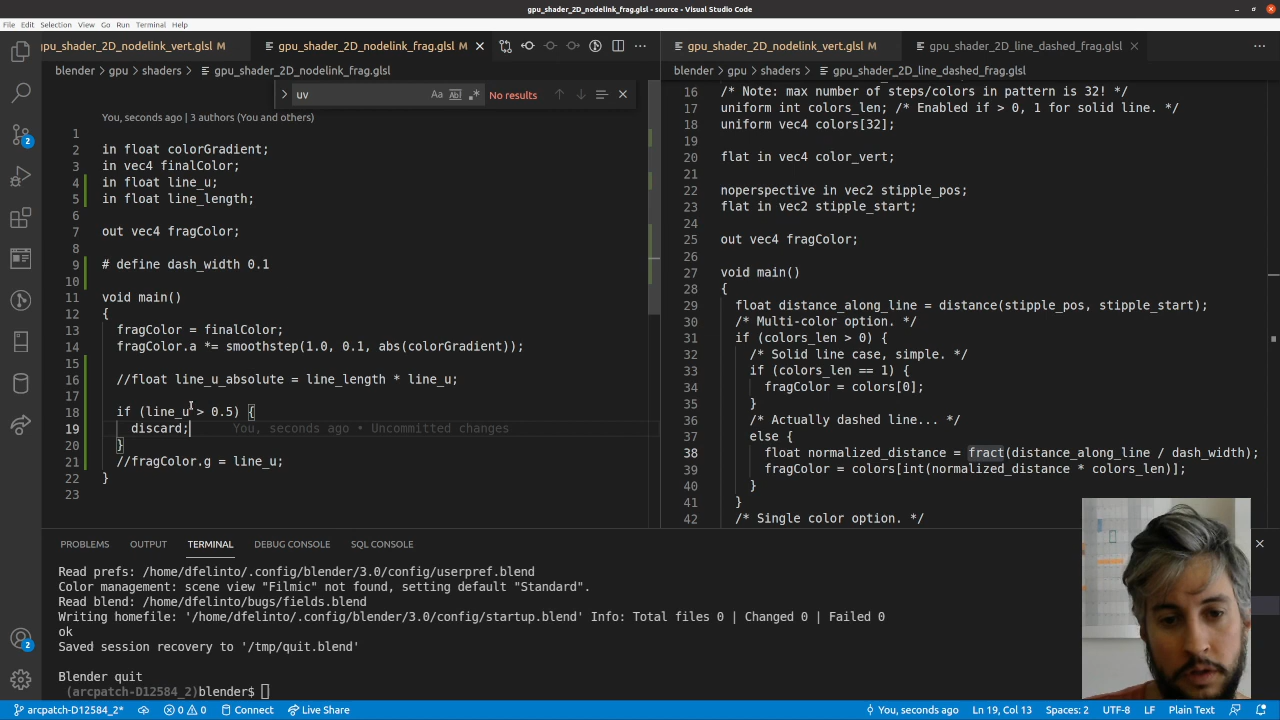 gpu_shader_2D_nodelink_frag.glsl - source - Visual Studio Code
File Edit Selection View Go Run Terminal Help
gpu_shader_2D_nodelink_vert.glsl M
gpu_shader_2D_nodelink_frag.glsl M
blender > gpu > shaders > gpu_shader_2D_nodelink_frag.glsl
uv
Aa Ab .*
No results
You, seconds ago | 3 authors (You and others)
1
2 in float colorGradient;
3 in vec4 finalColor;
4 in float line_u;
5 in float line_length;
6
7 out vec4 fragColor;
8
9 # define dash_width 0.1
10
11 void main()
12 {
13 fragColor = finalColor;
14 fragColor.a *= smoothstep(1.0, 0.1, abs(colorGradient));
15
16 //float line_u_absolute = line_length * line_u;
17
18 if (line_u > 0.5) {
19 discard; You, seconds ago • Uncommitted changes
20 }
21 //fragColor.g = line_u;
22 }
23
gpu_shader_2D_nodelink_vert.glsl M
gpu_shader_2D_line_dashed_frag.glsl
blender > gpu > shaders > gpu_shader_2D_line_dashed_frag.glsl
16 /* Note: max number of steps/colors in pattern is 32! */
17 uniform int colors_len; /* Enabled if > 0, 1 for solid line. */
18 uniform vec4 colors[32];
19
20 flat in vec4 color_vert;
21
22 noperspective in vec2 stipple_pos;
23 flat in vec2 stipple_start;
24
25 out vec4 fragColor;
26
27 void main()
28 {
29 float distance_along_line = distance(stipple_pos, stipple_start);
30 /* Multi-color option. */
31 if (colors_len > 0) {
32 /* Solid line case, simple. */
33 if (colors_len == 1) {
34 fragColor = colors[0];
35 }
36 /* Actually dashed line... */
37 else {
38 float normalized_distance = fract(distance_along_line / dash_width);
39 fragColor = colors[int(normalized_distance * colors_len)];
40 }
41 }
42 /* Single color option. */
PROBLEMS OUTPUT TERMINAL DEBUG CONSOLE SQL CONSOLE
Read prefs: /home/dfelinto/.config/blender/3.0/config/userpref.blend
Color management: scene view "Filmic" not found, setting default "Standard".
Read blend: /home/dfelinto/bugs/fields.blend
Writing homefile: '/home/dfelinto/.config/blender/3.0/config/startup.blend' Info: Total files 0 | Changed 0 | Failed 0
ok
Saved session recovery to '/tmp/quit.blend'
Blender quit
(arcpatch-D12584_2)blender$
2
2
arcpatch-D12584_2* 0 0 Connect Live Share
You, seconds ago Ln 19, Col 13 Spaces: 2 UTF-8 LF Plain Text